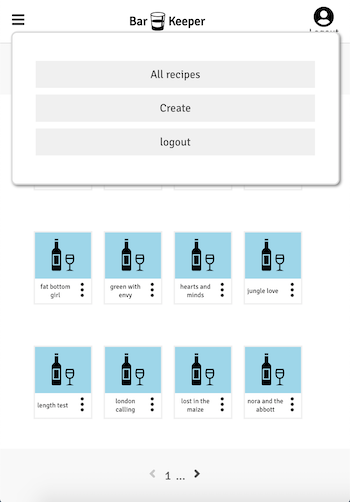 Bar Keeper
Logout
All recipes
Create
logout
fat bottom
girl
green with
envy
hearts and
minds
jungle love
length test
london
calling
lost in the
maize
nora and the
abbott
1 ...